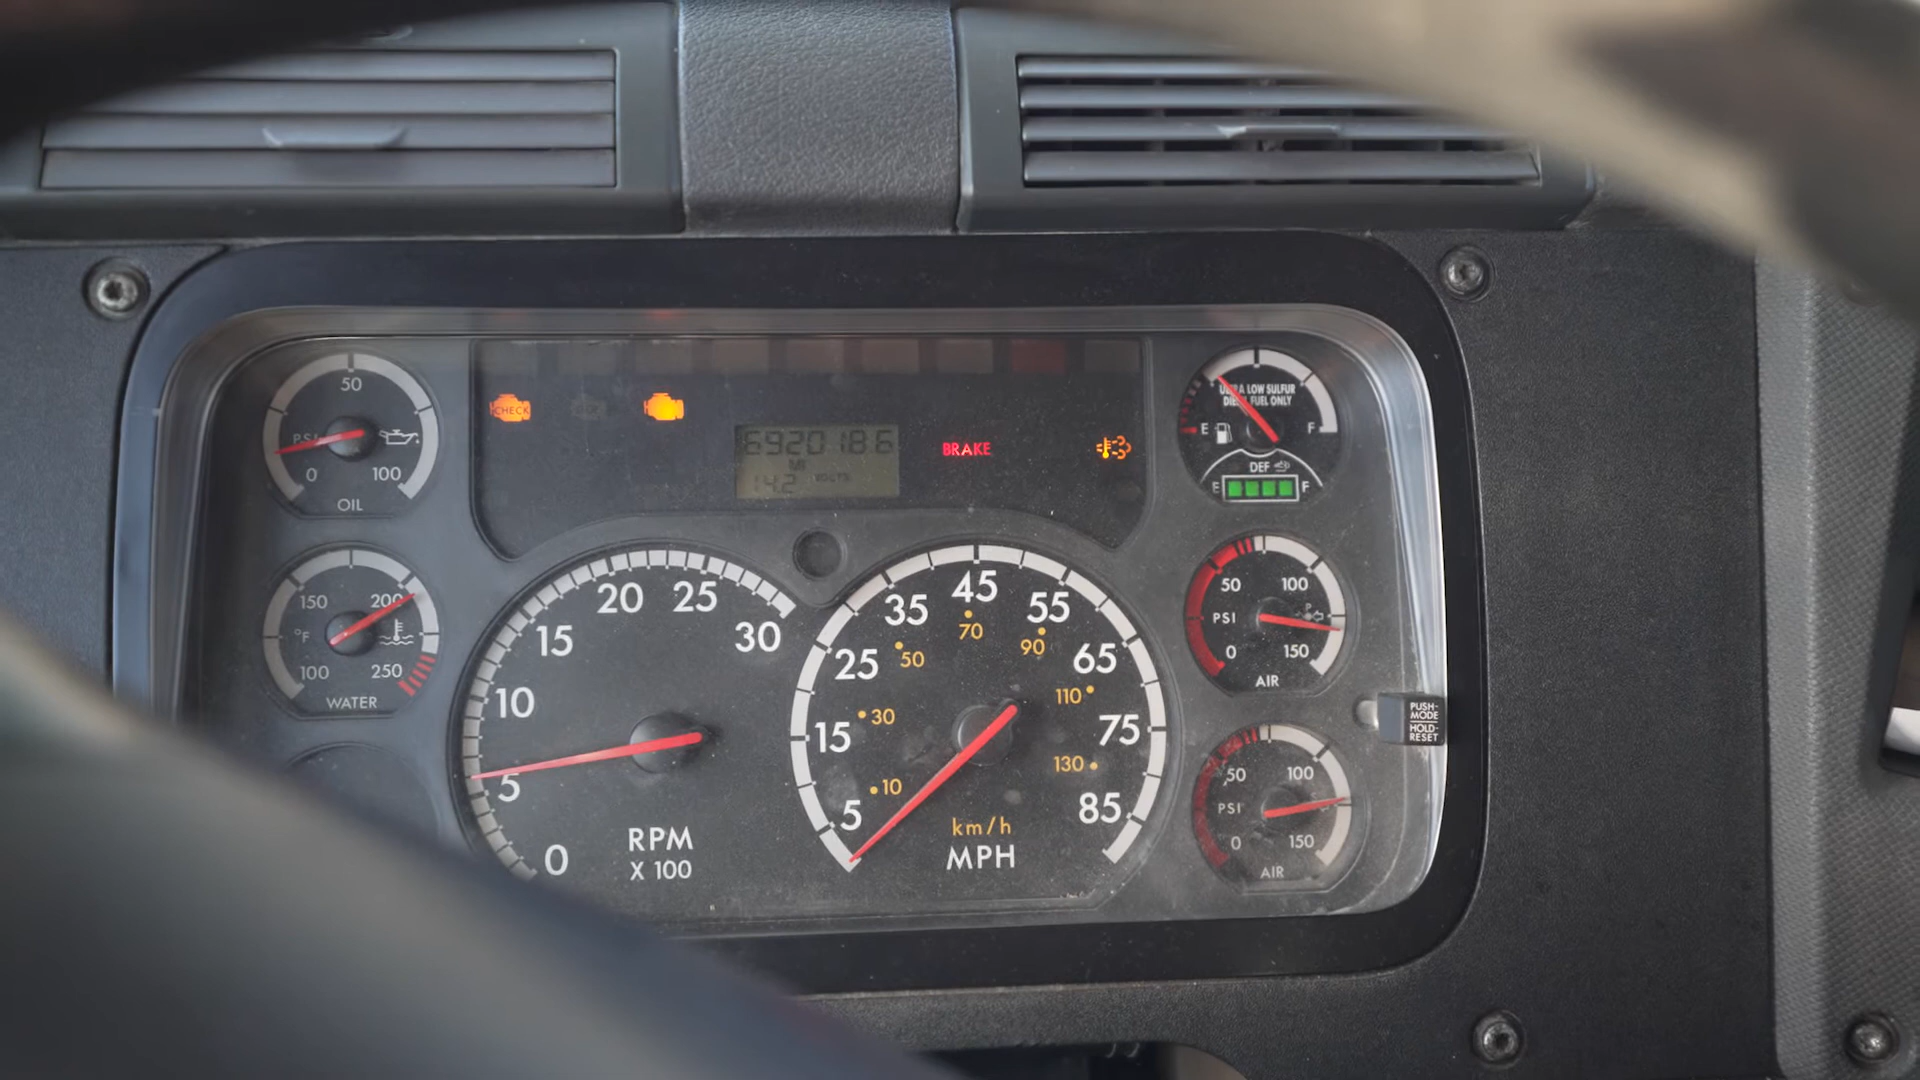 50
PSI
0
100
OIL
CHECK
6920186
MI
14.2 VOLTS
BRAKE
ULTRA LOW SULFUR
DIESEL FUEL ONLY
E F
DEF
E F
150 200
°F
100 250
WATER
0
5
10
15
20
25
30
RPM
X 100
5
15
25
35
45
55
65
75
85
10
30
50
70
90
110
130
km/h
MPH
50 100
PSI P
0 150
AIR
50 100
PSI
0 150
AIR
PUSH-
MODE
HOLD-
RESET